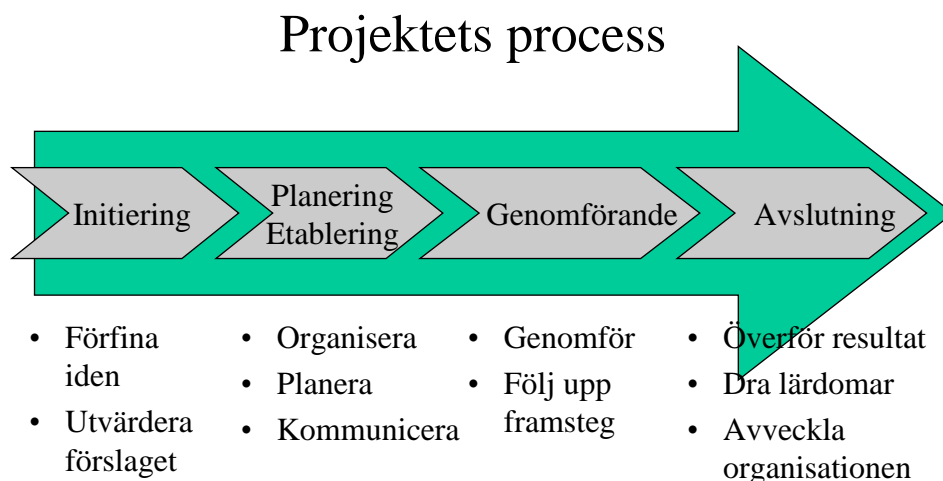 Projektets process
Initiering
Planering
Etablering
Genomförande
Avslutning
• Förfina
iden
• Utvärdera
förslaget
• Organisera
• Planera
• Kommunicera
• Genomför
• Följ upp
framsteg
• Överför resultat
• Dra lärdomar
• Avveckla
organisationen